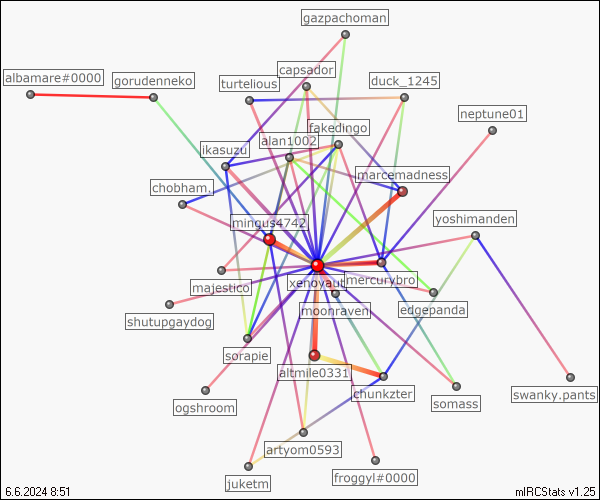 gazpachoman
capsador
albamare#0000
gorudenneko
turtelious
duck_1245
neptune01
fakedingo
alan1002
ikasuzu
marcemadness
chobham.
mingus4742
yoshimanden
xenoyaut
mercurybro
majestico
moonraven
edgepanda
shutupgaydog
sorapie
altmile0331
chunkzter
somass
swanky.pants
ogshroom
artyom0593
juketm
froggyl#0000
6.6.2024 8:51
mIRCStats v1.25